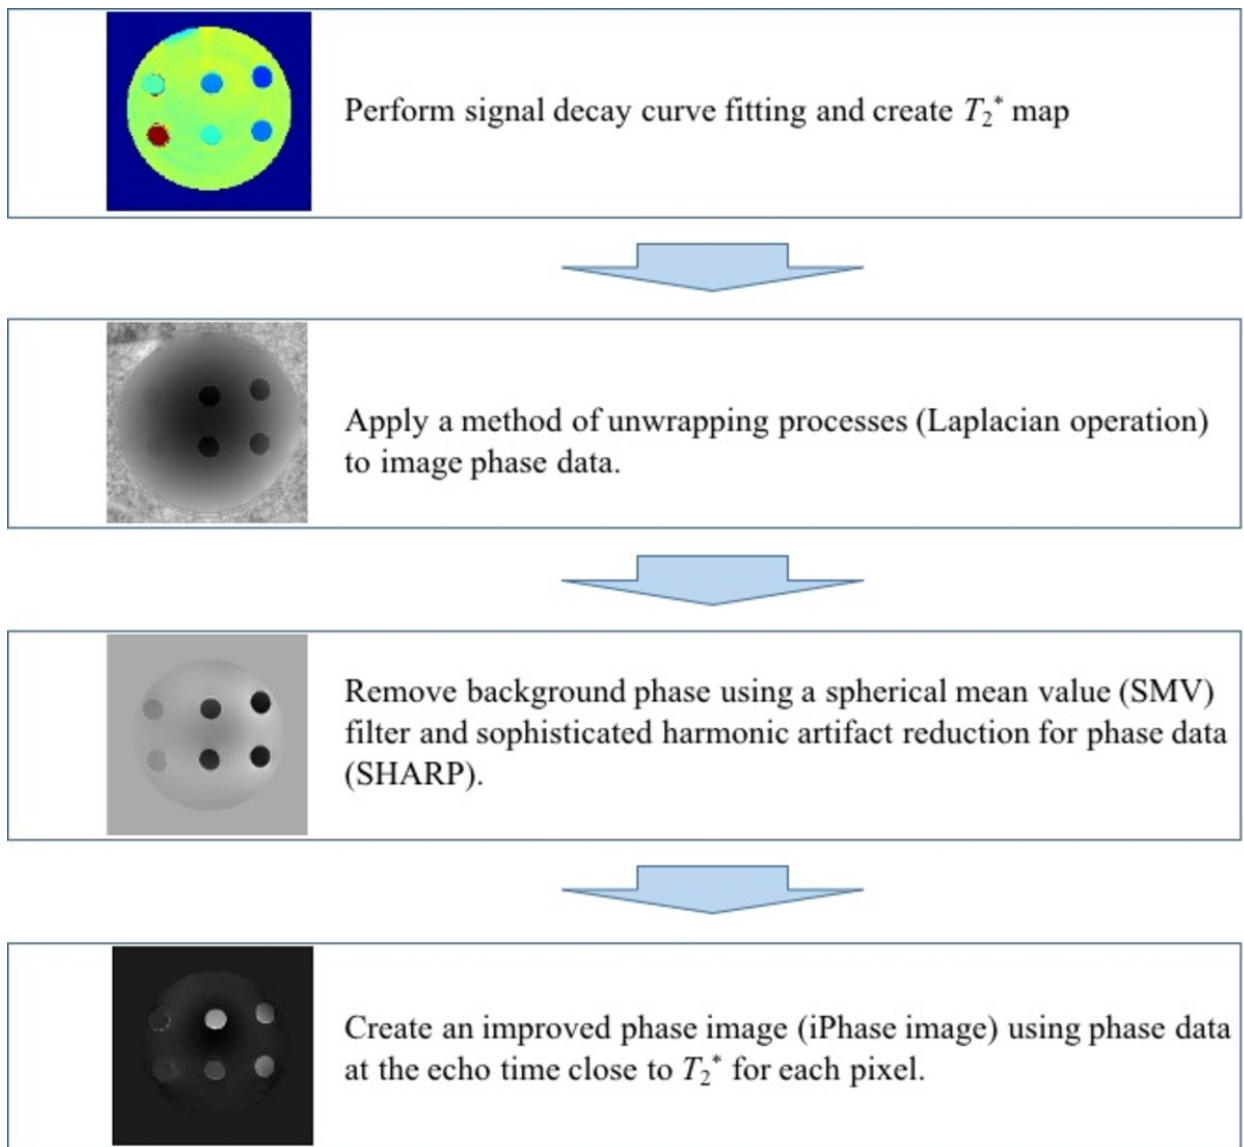 Perform signal decay curve fitting and create T₂* map
Apply a method of unwrapping processes (Laplacian operation)
to image phase data.
Remove background phase using a spherical mean value (SMV)
filter and sophisticated harmonic artifact reduction for phase data
(SHARP).
Create an improved phase image (iPhase image) using phase data
at the echo time close to T₂* for each pixel.